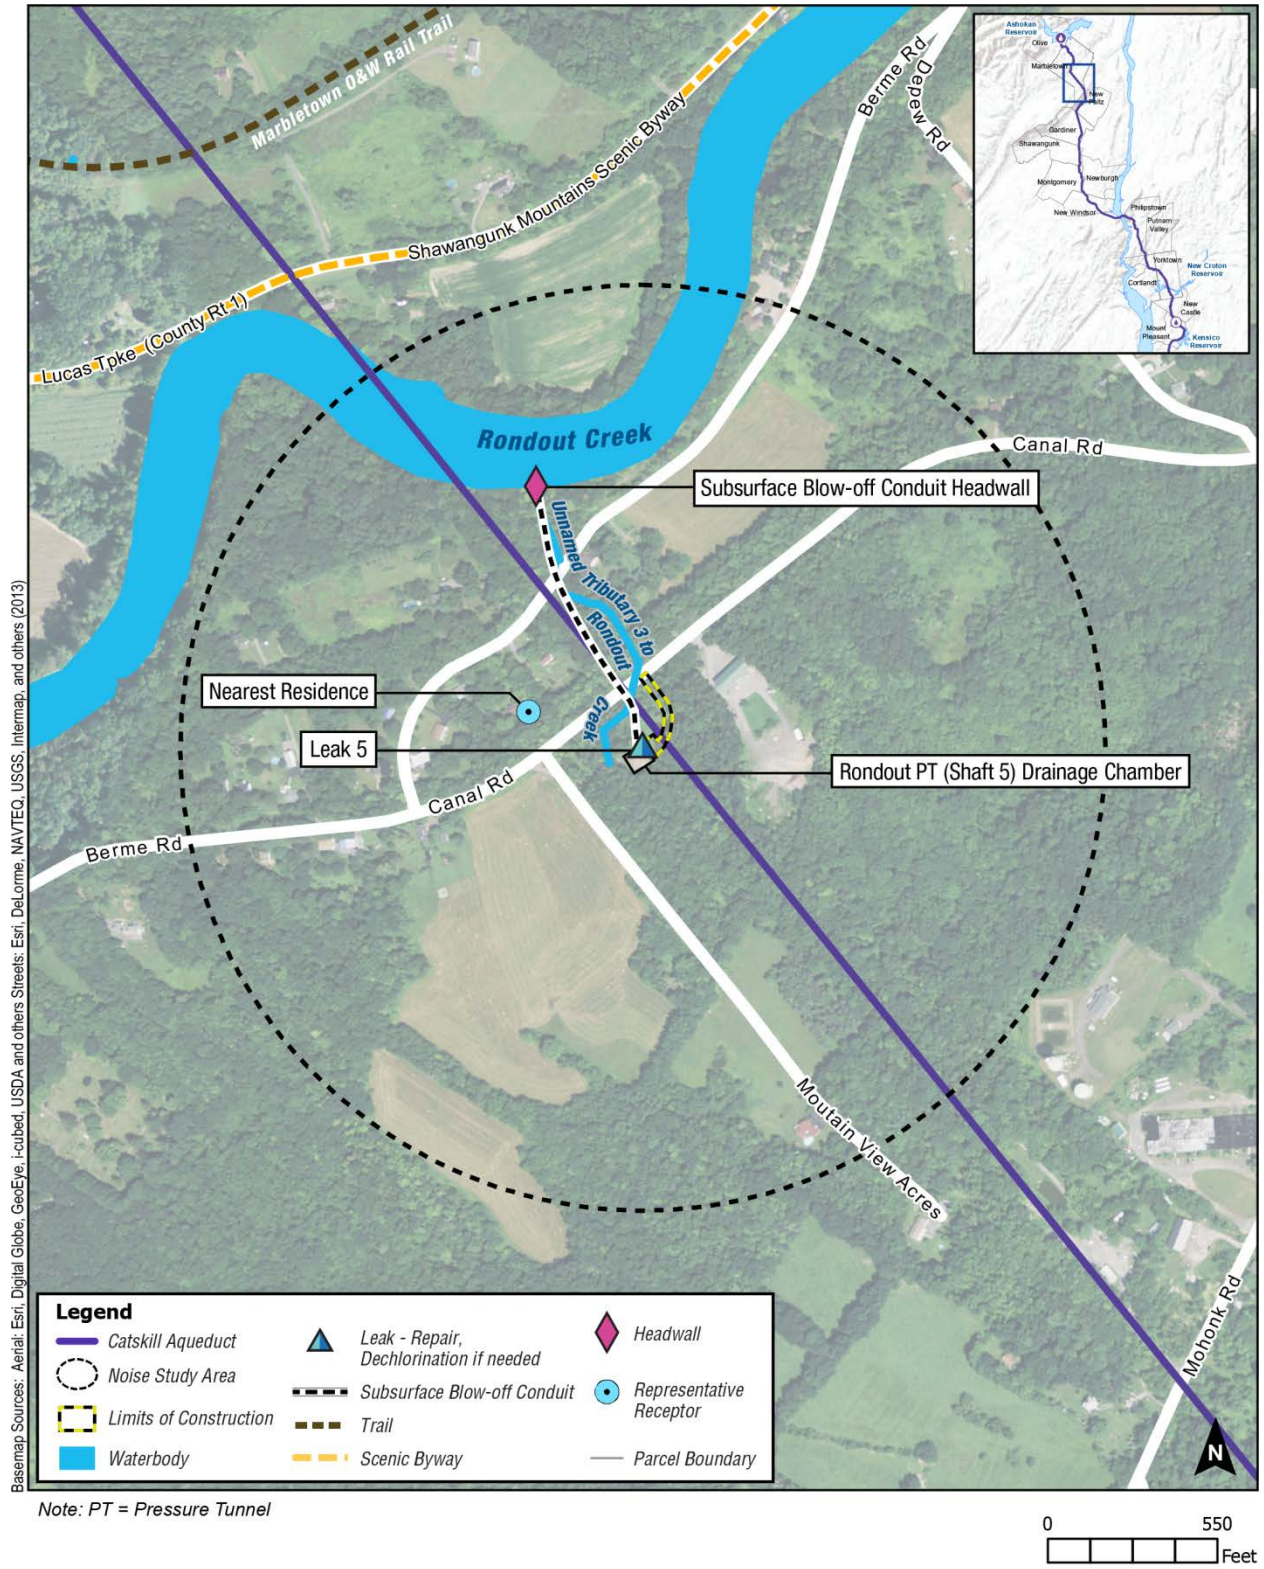 Marbletown O&W Rail Trail
Berme Rd
Depew Rd
Ashokan
Reservoir
Olive
Marbletown
New
Paltz
Gardiner
Shawangunk
Montgomery
Newburgh
New Windsor
Philipstown
Putnam
Valley
Yorktown
New Croton
Reservoir
Cortlandt
New
Castle
Mount
Pleasant
Kensico
Reservoir
Shawangunk Mountains Scenic Byway
Lucas Tpke (County Rt 1)
Rondout Creek
Canal Rd
Subsurface Blow-off Conduit Headwall
Unnamed Tributary 3 to
Rondout
Creek
Nearest Residence
Leak 5
Rondout PT (Shaft 5) Drainage Chamber
Canal Rd
Berme Rd
Moutain View Acres
Mohonk Rd
N
Legend
Catskill Aqueduct
Noise Study Area
Limits of Construction
Waterbody
Leak - Repair,
Dechlorination if needed
Subsurface Blow-off Conduit
Trail
Scenic Byway
Headwall
Representative
Receptor
Parcel Boundary
Basemap Sources: Aerial: Esri, Digital Globe, GeoEye, i-cubed, USDA and others Streets: Esri, DeLorme, NAVTEQ, USGS, Intermap, and others (2013)
Note: PT = Pressure Tunnel
0 550
Feet